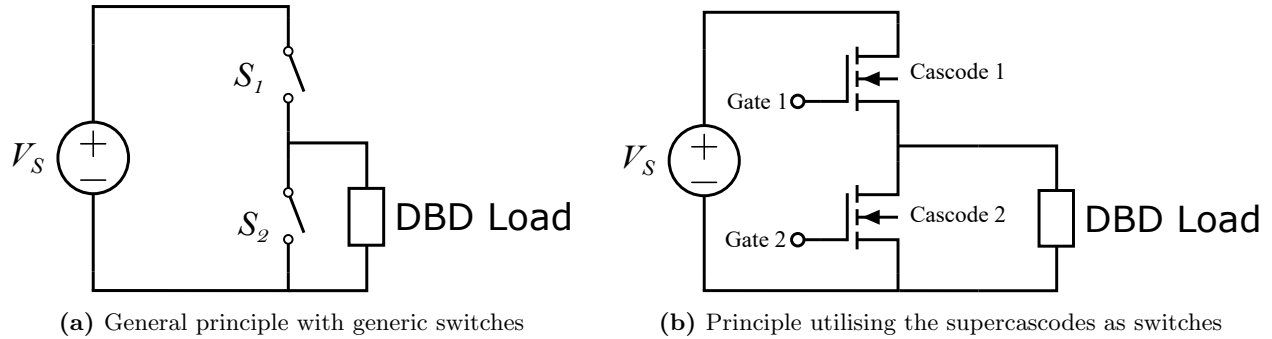 S1
VS
+
−
S2
DBD Load
(a) General principle with generic switches
Cascode 1
Gate 1
VS
+
−
Cascode 2
Gate 2
DBD Load
(b) Principle utilising the supercascodes as switches